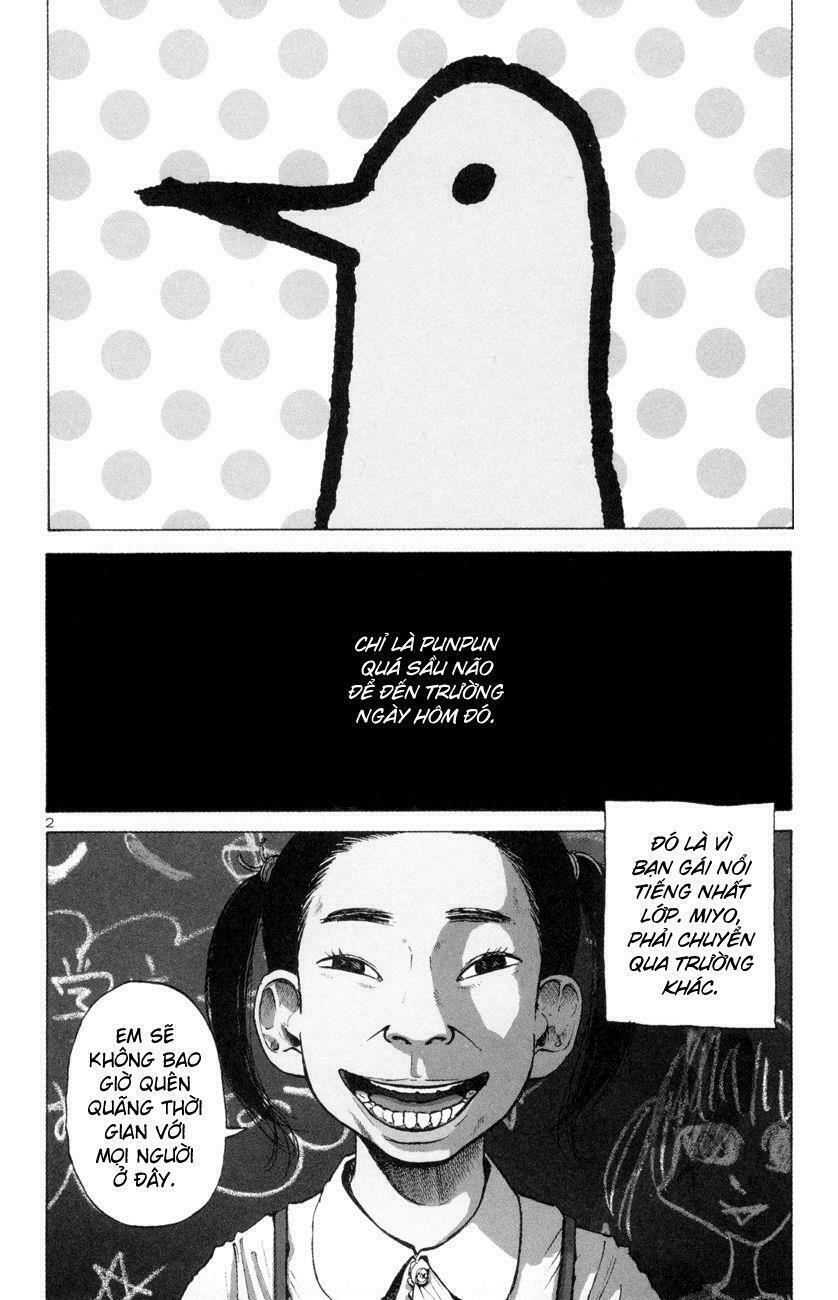 CHỈ LÀ PUNPUN
QUÁ SẦU NÃO
ĐỂ ĐẾN TRƯỜNG
NGÀY HÔM ĐÓ.
2
ĐÓ LÀ VÌ
BẠN GÁI NỔI
TIẾNG NHẤT
LỚP. MIYO,
PHẢI CHUYỂN
QUA TRƯỜNG
KHÁC.
EM SẼ
KHÔNG BAO
GIỜ QUÊN
QUÃNG THỜI
GIAN VỚI
MỌI NGƯỜI
Ở ĐÂY.